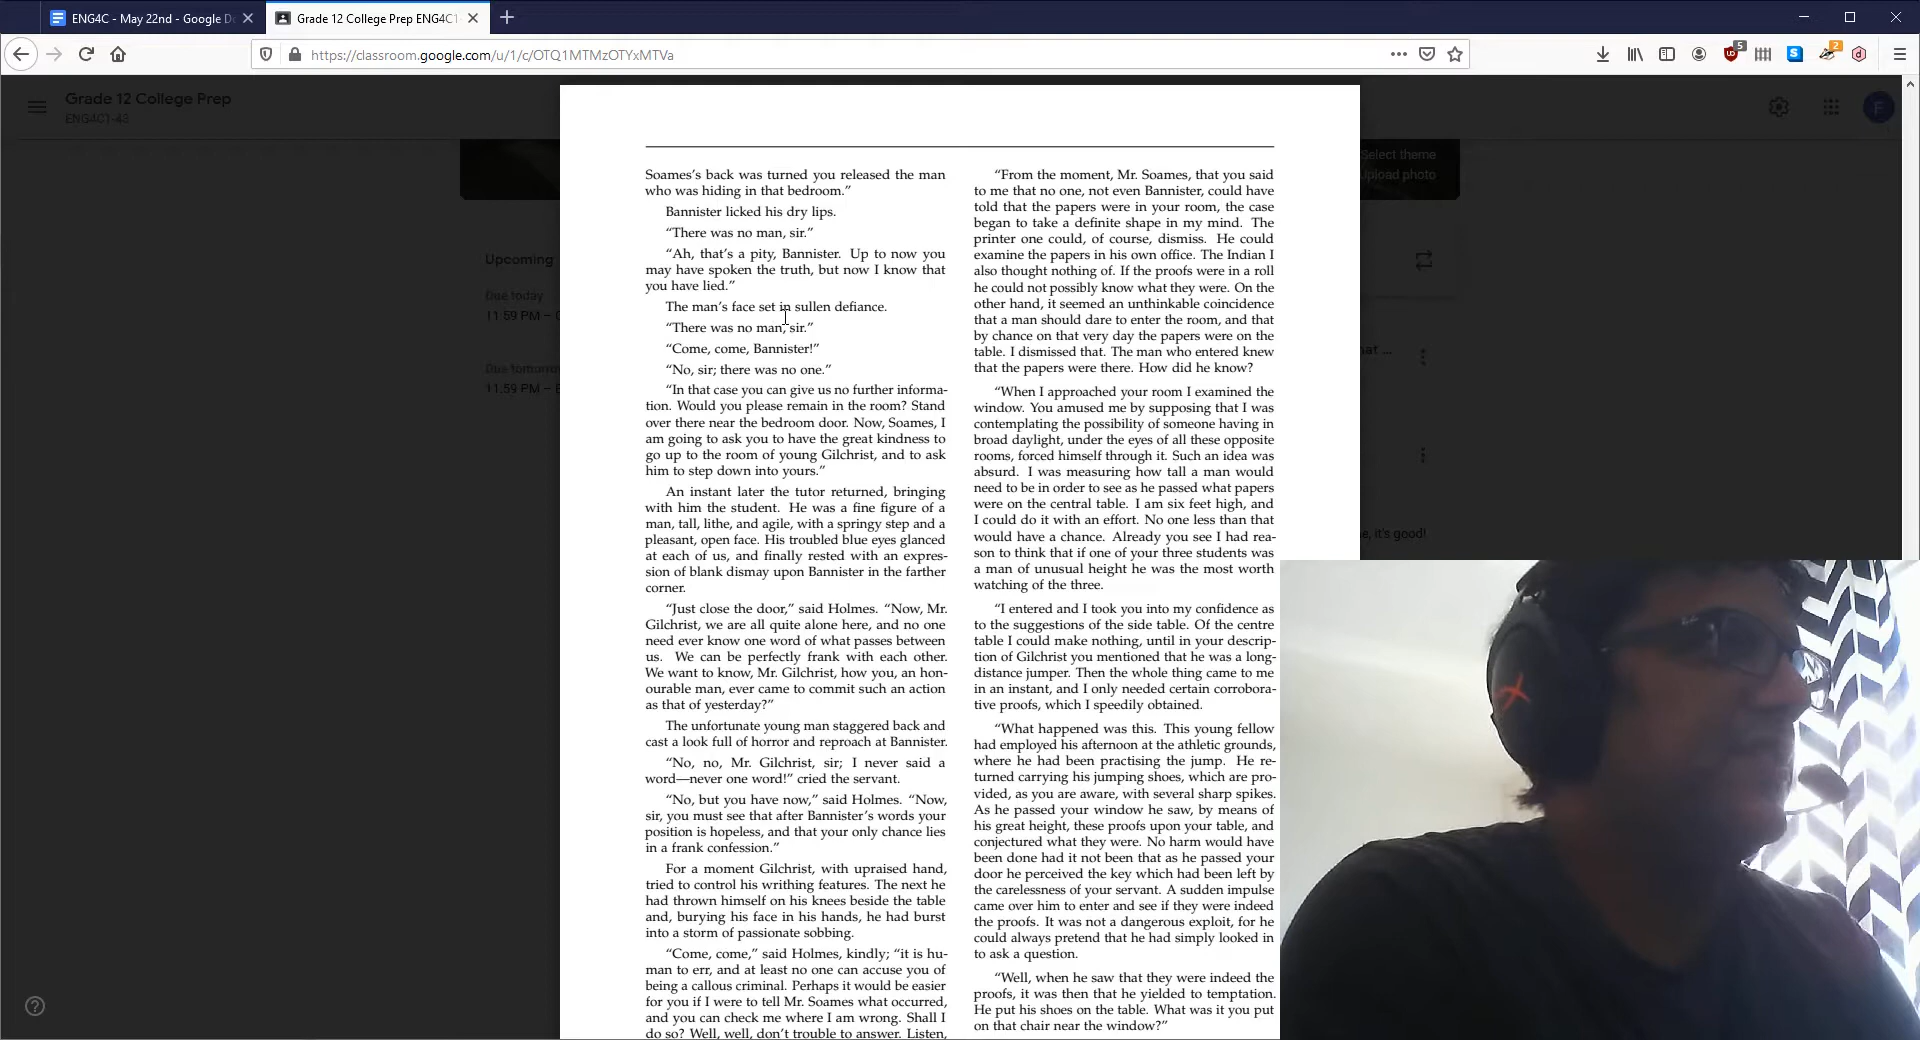 ENG4C - May 22nd - Google Do
Grade 12 College Prep ENG4C1-
https://classroom.google.com/u/1/c/OTQ1MTMzOTYxMTVa
5
2
Grade 12 College Prep
ENG4C1-43
F
Select theme
Upload photo
Upcoming
Due today
11:59 PM –
Due tomorrow
11:59 PM –
hat ...
e, it's good!
Soames's back was turned you released the man
who was hiding in that bedroom.”
Bannister licked his dry lips.
“There was no man, sir.”
“Ah, that's a pity, Bannister. Up to now you
may have spoken the truth, but now I know that
you have lied.”
The man's face set in sullen defiance.
“There was no man, sir.”
“Come, come, Bannister!”
“No, sir; there was no one.”
“In that case you can give us no further informa-
tion. Would you please remain in the room? Stand
over there near the bedroom door. Now, Soames, I
am going to ask you to have the great kindness to
go up to the room of young Gilchrist, and to ask
him to step down into yours.”
An instant later the tutor returned, bringing
with him the student. He was a fine figure of a
man, tall, lithe, and agile, with a springy step and a
pleasant, open face. His troubled blue eyes glanced
at each of us, and finally rested with an expres-
sion of blank dismay upon Bannister in the farther
corner.
“Just close the door,” said Holmes. “Now, Mr.
Gilchrist, we are all quite alone here, and no one
need ever know one word of what passes between
us. We can be perfectly frank with each other.
We want to know, Mr. Gilchrist, how you, an hon-
ourable man, ever came to commit such an action
as that of yesterday?”
The unfortunate young man staggered back and
cast a look full of horror and reproach at Bannister.
“No, no, Mr. Gilchrist, sir; I never said a
word—never one word!” cried the servant.
“No, but you have now,” said Holmes. “Now,
sir, you must see that after Bannister's words your
position is hopeless, and that your only chance lies
in a frank confession.”
For a moment Gilchrist, with upraised hand,
tried to control his writhing features. The next he
had thrown himself on his knees beside the table
and, burying his face in his hands, he had burst
into a storm of passionate sobbing.
“Come, come,” said Holmes, kindly; “it is hu-
man to err, and at least no one can accuse you of
being a callous criminal. Perhaps it would be easier
for you if I were to tell Mr. Soames what occurred,
and you can check me where I am wrong. Shall I
do so? Well, well, don't trouble to answer. Listen,
“From the moment, Mr. Soames, that you said
to me that no one, not even Bannister, could have
told that the papers were in your room, the case
began to take a definite shape in my mind. The
printer one could, of course, dismiss. He could
examine the papers in his own office. The Indian I
also thought nothing of. If the proofs were in a roll
he could not possibly know what they were. On the
other hand, it seemed an unthinkable coincidence
that a man should dare to enter the room, and that
by chance on that very day the papers were on the
table. I dismissed that. The man who entered knew
that the papers were there. How did he know?
“When I approached your room I examined the
window. You amused me by supposing that I was
contemplating the possibility of someone having in
broad daylight, under the eyes of all these opposite
rooms, forced himself through it. Such an idea was
absurd. I was measuring how tall a man would
need to be in order to see as he passed what papers
were on the central table. I am six feet high, and
I could do it with an effort. No one less than that
would have a chance. Already you see I had rea-
son to think that if one of your three students was
a man of unusual height he was the most worth
watching of the three.
“I entered and I took you into my confidence as
to the suggestions of the side table. Of the centre
table I could make nothing, until in your descrip-
tion of Gilchrist you mentioned that he was a long-
distance jumper. Then the whole thing came to me
in an instant, and I only needed certain corrobora-
tive proofs, which I speedily obtained.
“What happened was this. This young fellow
had employed his afternoon at the athletic grounds,
where he had been practising the jump. He re-
turned carrying his jumping shoes, which are pro-
vided, as you are aware, with several sharp spikes.
As he passed your window he saw, by means of
his great height, these proofs upon your table, and
conjectured what they were. No harm would have
been done had it not been that as he passed your
door he perceived the key which had been left by
the carelessness of your servant. A sudden impulse
came over him to enter and see if they were indeed
the proofs. It was not a dangerous exploit, for he
could always pretend that he had simply looked in
to ask a question.
“Well, when he saw that they were indeed the
proofs, it was then that he yielded to temptation.
He put his shoes on the table. What was it you put
on that chair near the window?”